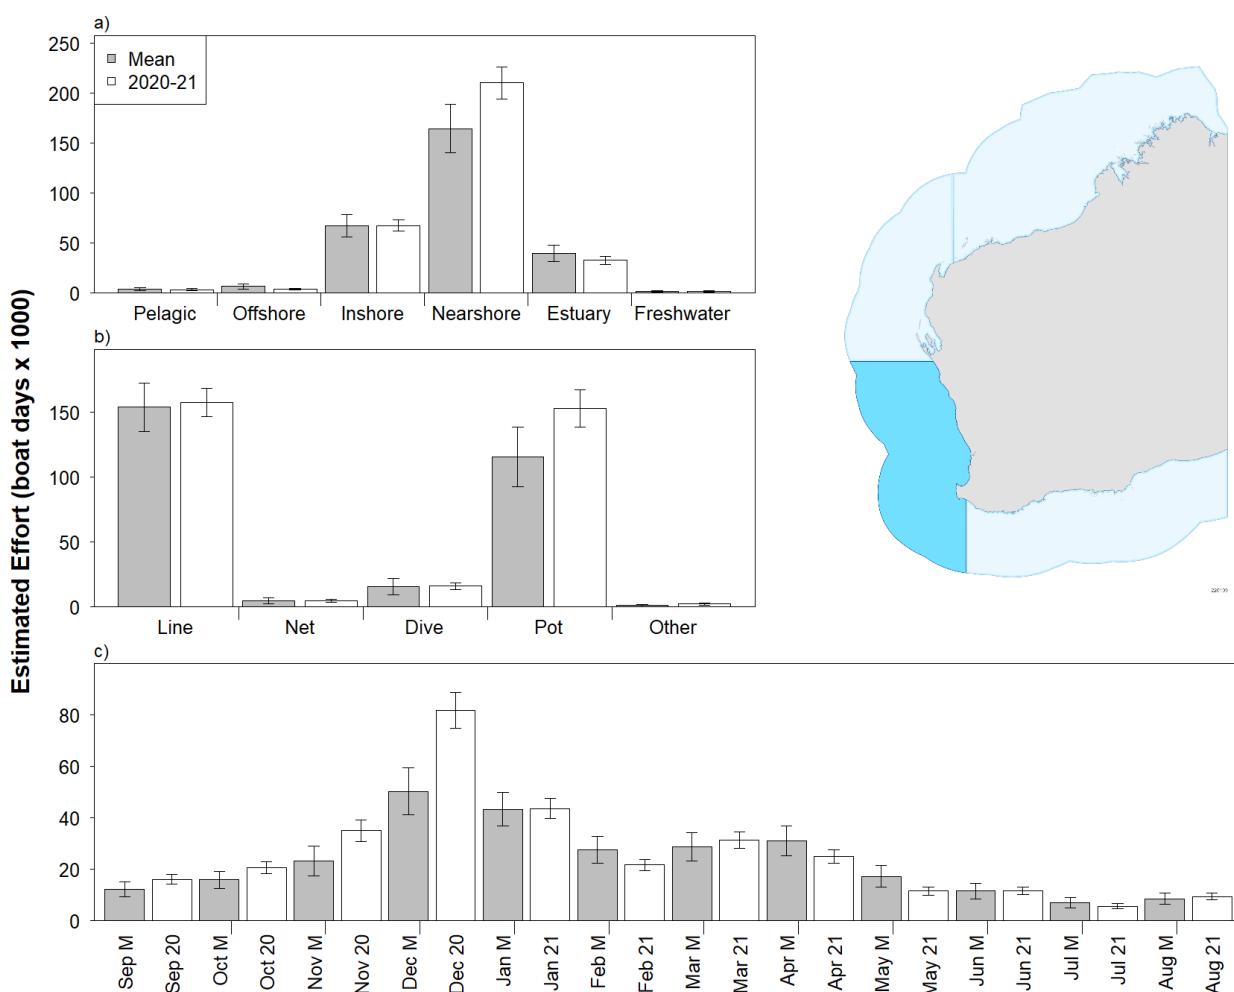 a)
Mean
2020-21
250
200
150
100
50
0
Pelagic Offshore Inshore Nearshore Estuary Freshwater
Estimated Effort (boat days x 1000)
b)
150
100
50
0
Line Net Dive Pot Other
c)
80
60
40
20
0
Sep M
Sep 20
Oct M
Oct 20
Nov M
Nov 20
Dec M
Dec 20
Jan M
Jan 21
Feb M
Feb 21
Mar M
Mar 21
Apr M
Apr 21
May M
May 21
Jun M
Jun 21
Jul M
Jul 21
Aug M
Aug 21